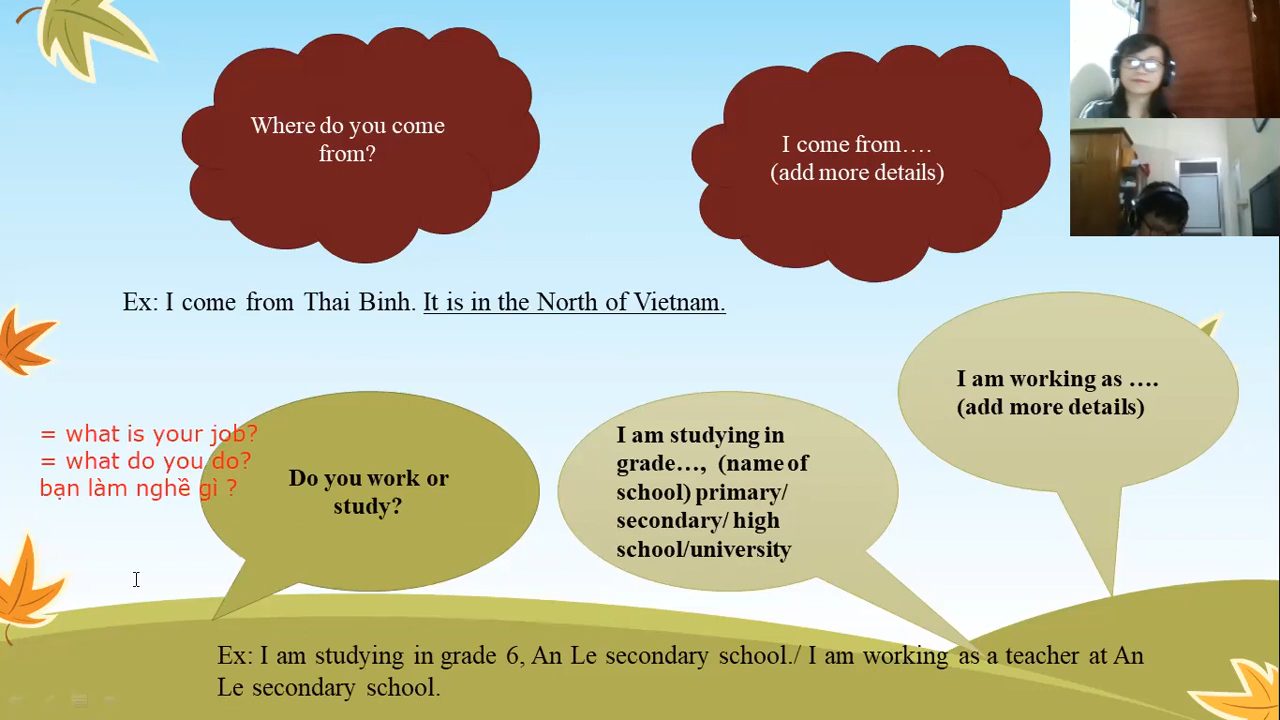 Where do you come
from?
I come from….
(add more details)
Ex: I come from Thai Binh. It is in the North of Vietnam.
I am working as ….
(add more details)
= what is your job?
= what do you do?
bạn làm nghề gì ?
Do you work or
study?
I am studying in
grade…, (name of
school) primary/
secondary/ high
school/university
Ex: I am studying in grade 6, An Le secondary school./ I am working as a teacher at An
Le secondary school.